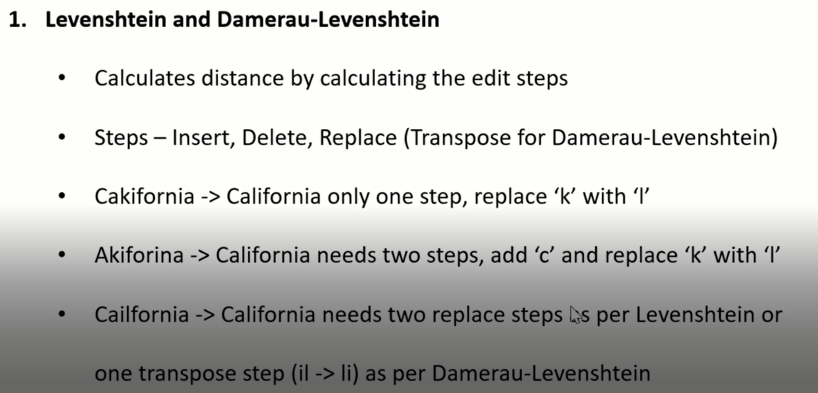 1. Levenshtein and Damerau-Levenshtein
• Calculates distance by calculating the edit steps
• Steps – Insert, Delete, Replace (Transpose for Damerau-Levenshtein)
• Cakifornia -> California only one step, replace ‘k’ with ‘l’
• Akiforina -> California needs two steps, add ‘c’ and replace ‘k’ with ‘l’
• Cailfornia -> California needs two replace steps as per Levenshtein or
one transpose step (il -> li) as per Damerau-Levenshtein